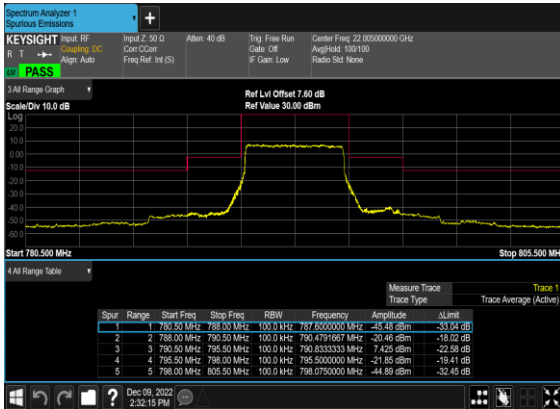 Spectrum Analyzer 1
Spurious Emissions
+
KEYSIGHT Input: RF Input Z: 50 Ω Atten: 40 dB Trig: Free Run Center Freq: 22.005000000 GHz
R T Coupling: DC Corr CCorr Gate: Off Avg|Hold: 100/100
Align: Auto Freq Ref: Int (S) IF Gain: Low Radio Std: None
PASS
3 All Range Graph Ref Lvl Offset 7.60 dB
Scale/Div 10.0 dB Ref Value 30.00 dBm
Log
20.0
10.0
0.00
-10.0
-20.0
-30.0
-40.0
-50.0
-60.0
Start 780.500 MHz Stop 805.500 MH
4 All Range Table
Measure Trace Trace 1
Trace Type Trace Average (Active)
Spur Range Start Freq Stop Freq RBW Frequency Amplitude ΔLimit
1 1 780.50 MHz 788.00 MHz 100.0 kHz 787.6000000 MHz -45.48 dBm -33.04 dB
2 2 788.00 MHz 790.50 MHz 100.0 kHz 790.4791667 MHz -20.46 dBm -18.02 dB
3 3 790.50 MHz 795.50 MHz 100.0 kHz 790.8333333 MHz 7.425 dBm -22.58 dB
4 4 795.50 MHz 798.00 MHz 100.0 kHz 795.5000000 MHz -21.85 dBm -19.41 dB
5 5 798.00 MHz 805.50 MHz 100.0 kHz 798.0750000 MHz -44.89 dBm -32.45 dB
? Dec 09, 2022
2:32:15 PM